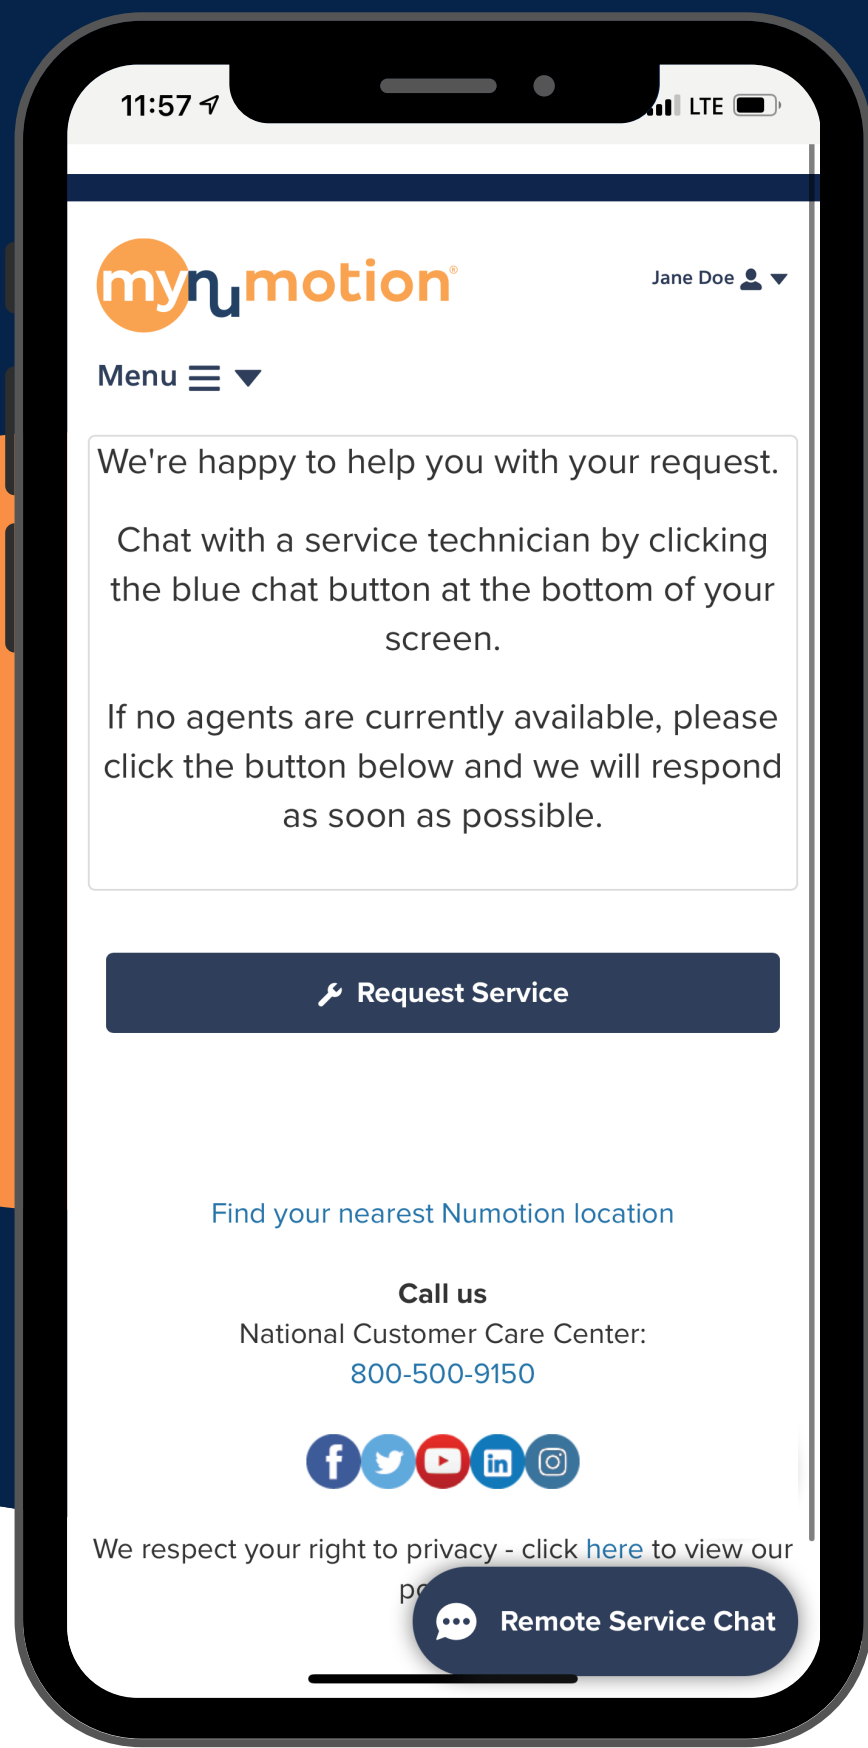 11:57
LTE
mynumotion®
Jane Doe
Menu
We're happy to help you with your request.
Chat with a service technician by clicking
the blue chat button at the bottom of your
screen.
If no agents are currently available, please
click the button below and we will respond
as soon as possible.
Request Service
Find your nearest Numotion location
Call us
National Customer Care Center:
800-500-9150
f
in
We respect your right to privacy - click here to view our
Remote Service Chat